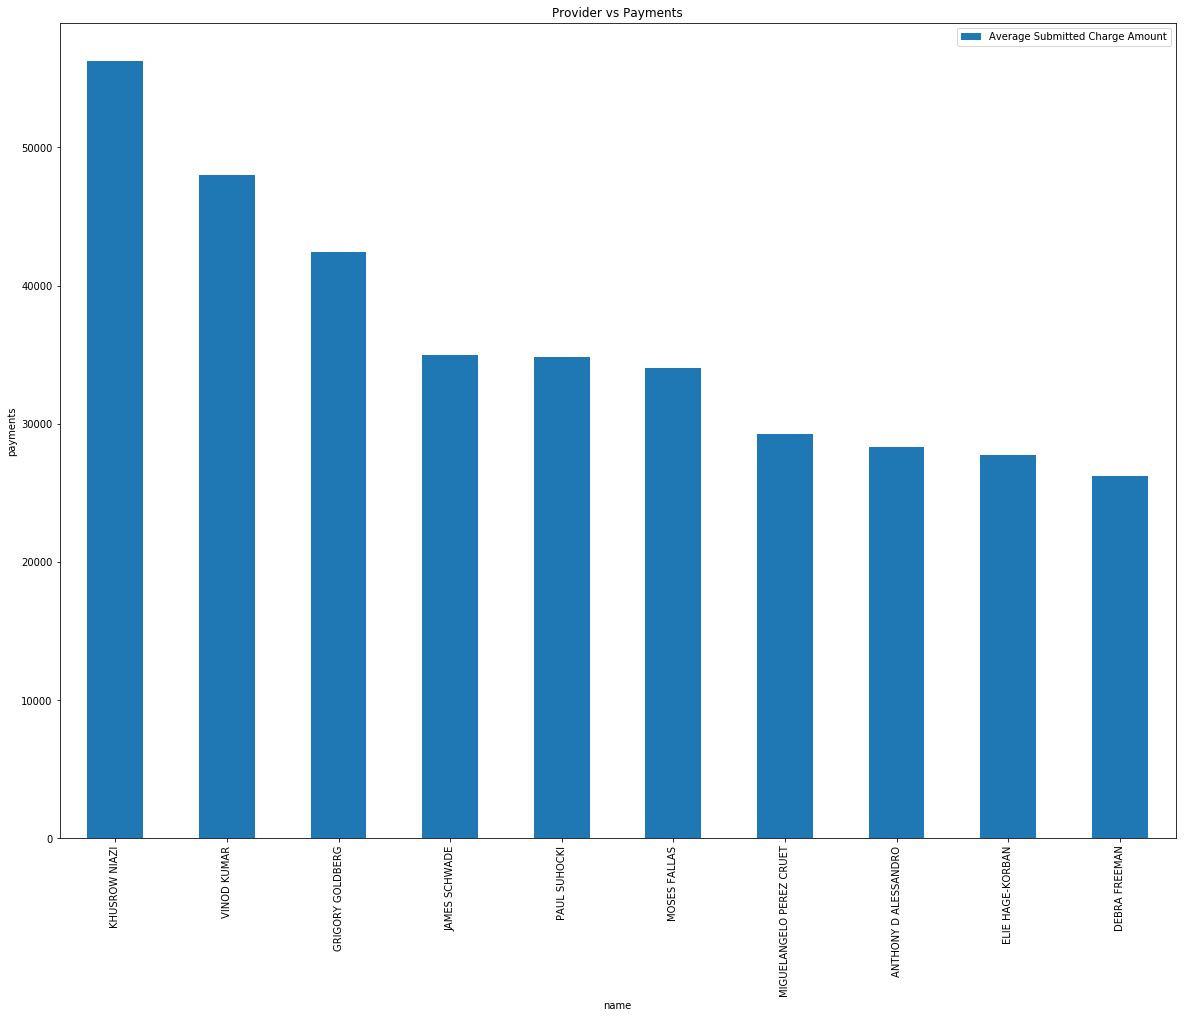 Provider vs Payments
Average Submitted Charge Amount
payments
50000
40000
30000
20000
10000
0
KHUSROW NIAZI
VINOD KUMAR
GRIGORY GOLDBERG
JAMES SCHWADE
PAUL SUHOCKI
MOSES FALLAS
MIGUELANGELO PEREZ CRUET
ANTHONY D ALESSANDRO
ELIE HAGE-KORBAN
DEBRA FREEMAN
name